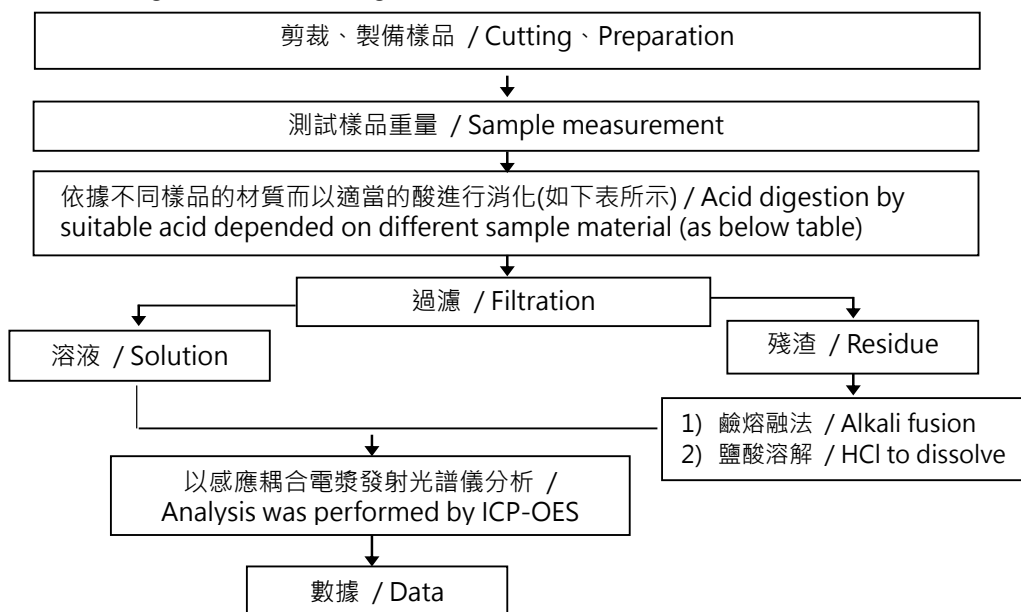 剪裁、製備樣品 / Cutting、Preparation
測試樣品重量 / Sample measurement
依據不同樣品的材質而以適當的酸進行消化(如下表所示) / Acid digestion by
suitable acid depended on different sample material (as below table)
過濾 / Filtration
溶液 / Solution
殘渣 / Residue
1) 鹼熔融法 / Alkali fusion
2) 鹽酸溶解 / HCl to dissolve
以感應耦合電漿發射光譜儀分析 /
Analysis was performed by ICP-OES
數據 / Data